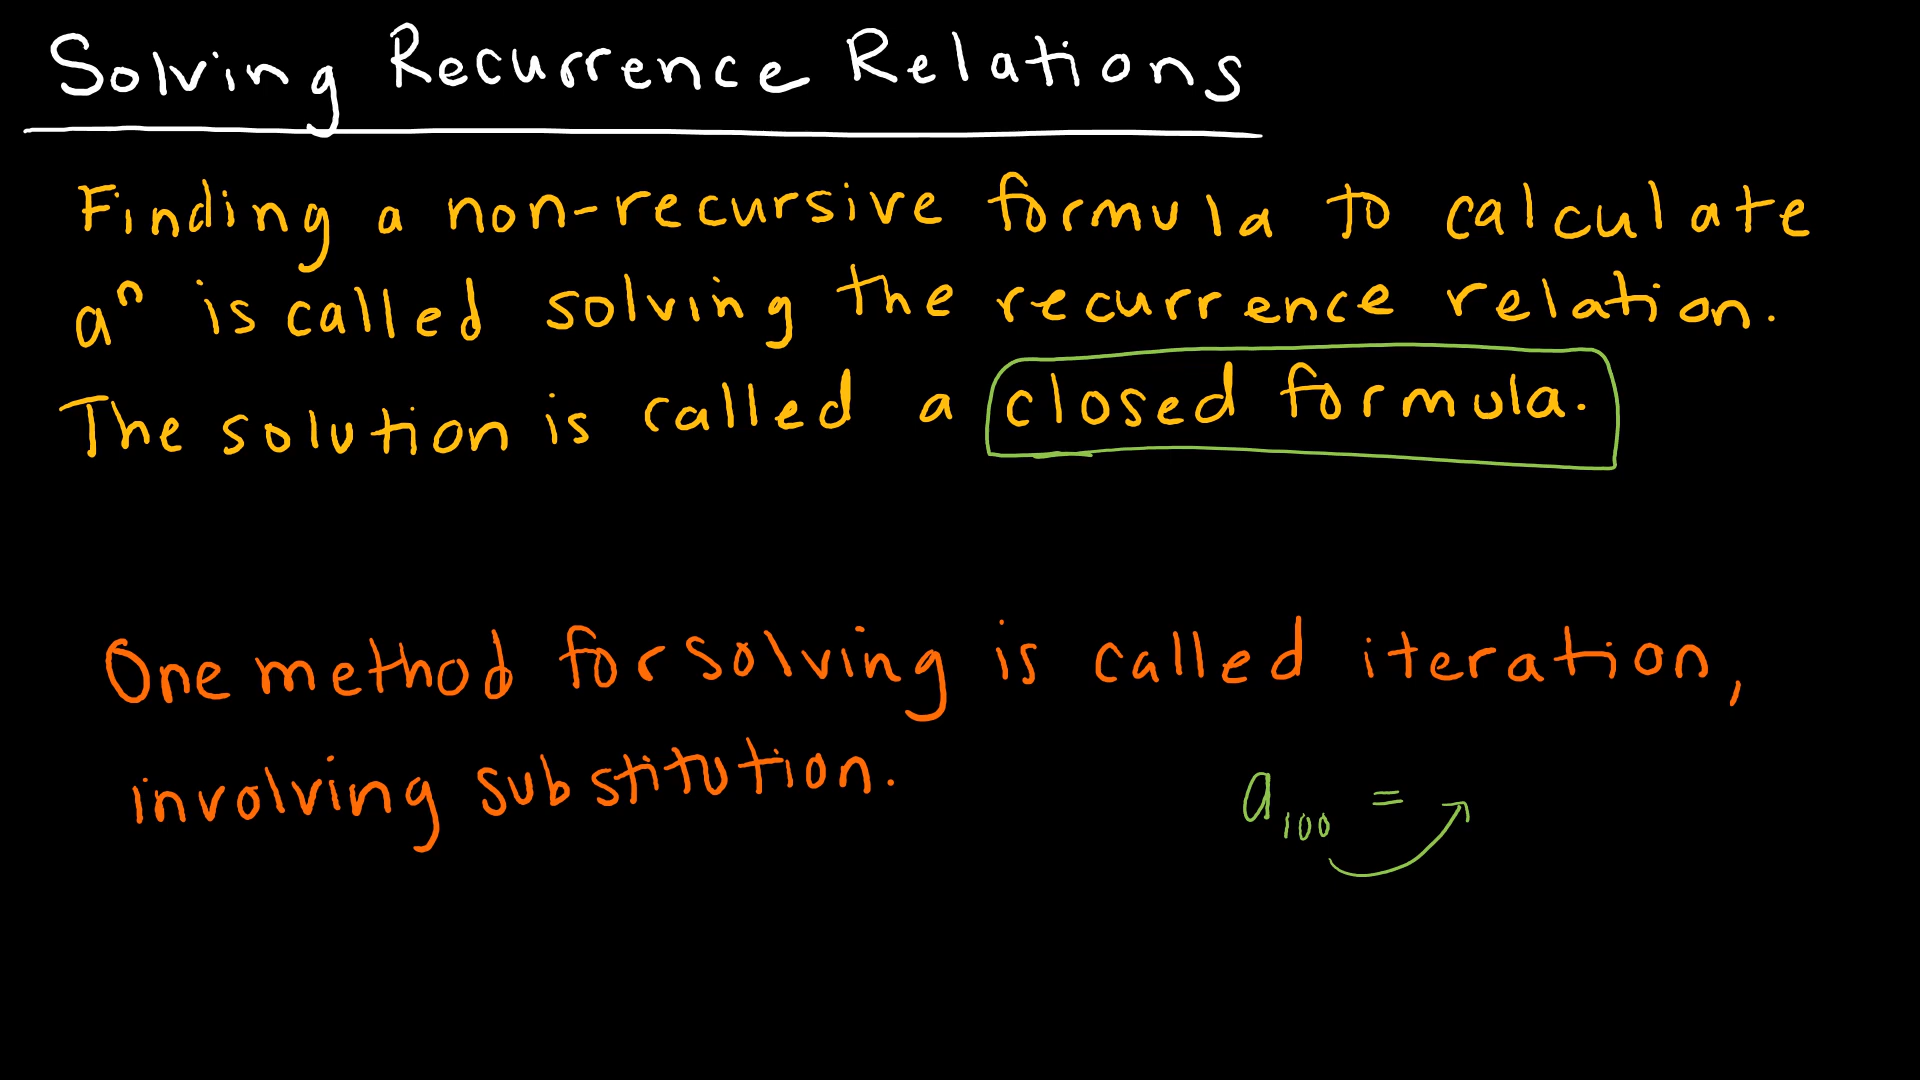 Solving Recurrence Relations
Finding a non-recursive formula to calculate
aⁿ is called solving the recurrence relation.
The solution is called a closed formula.
One method for solving is called iteration,
involving substitution.
a₁₀₀ =